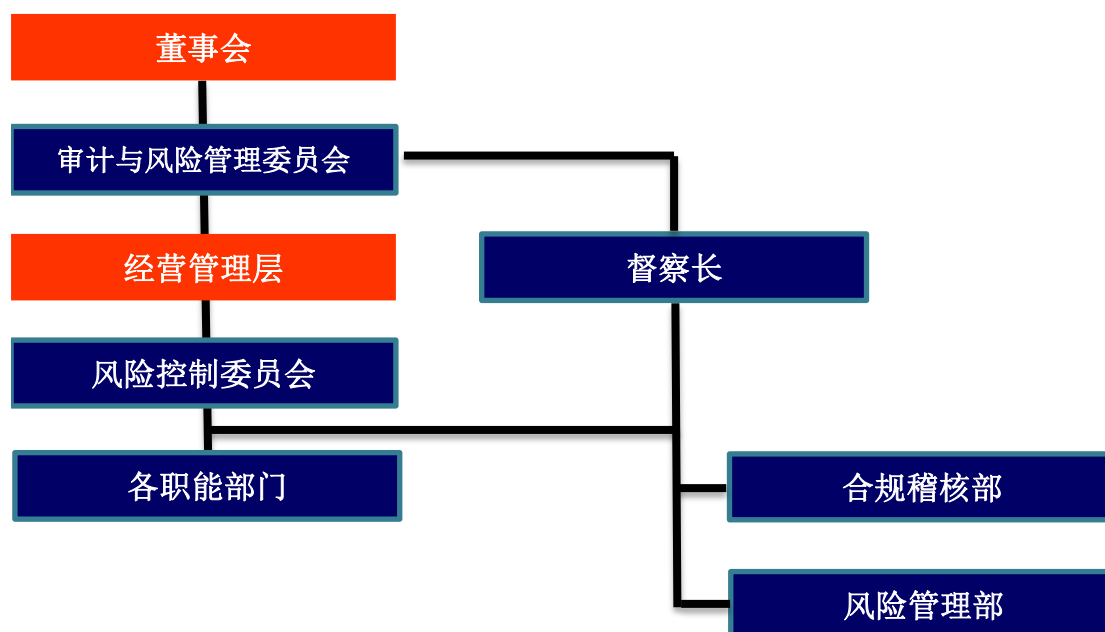 董事会
审计与风险管理委员会
经营管理层
督察长
风险控制委员会
各职能部门
合规稽核部
风险管理部